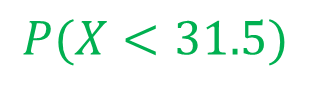 P(X < 31.5)